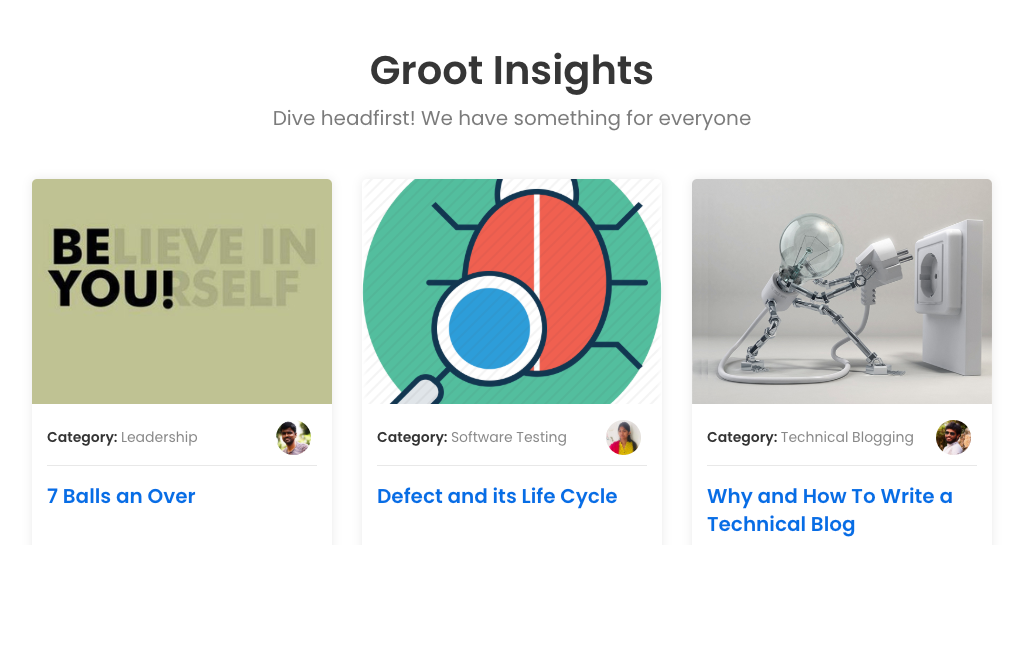 Groot Insights
Dive headfirst! We have something for everyone
BELIEVE IN
YOU!RSELF
Category: Leadership
Category: Software Testing
Category: Technical Blogging
7 Balls an Over
Defect and its Life Cycle
Why and How To Write a
Technical Blog